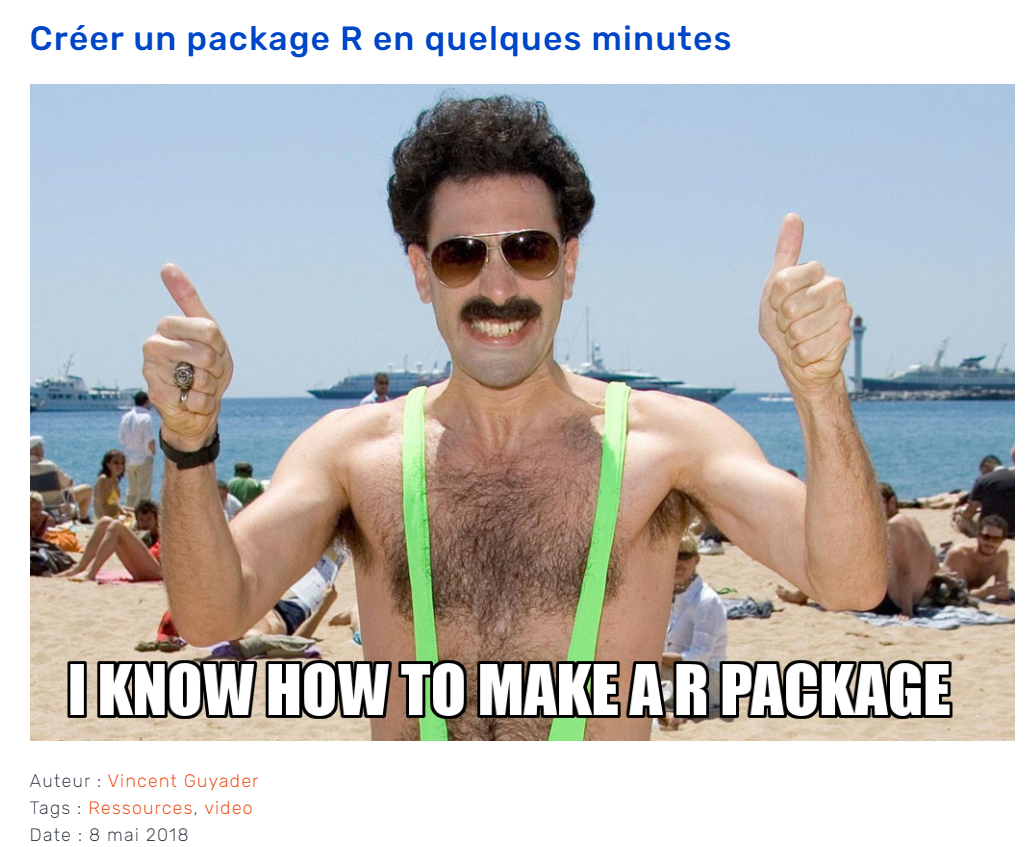 Créer un package R en quelques minutes
I KNOW HOW TO MAKE A R PACKAGE
Auteur : Vincent Guyader
Tags : Ressources, video
Date : 8 mai 2018